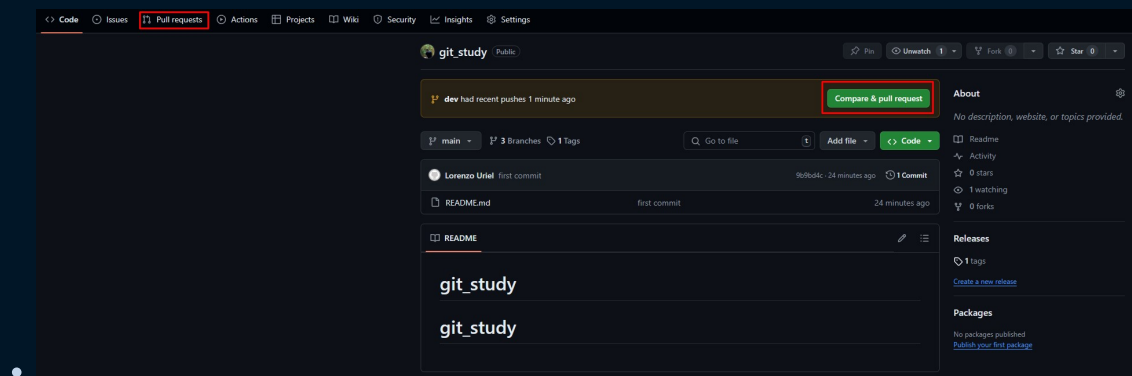 <> Code Issues Pull requests Actions Projects Wiki Security Insights Settings
git_study Public Pin Unwatch 1 Fork 0 Star 0
dev had recent pushes 1 minute ago Compare & pull request
main 3 Branches 1 Tags Go to file t Add file <> Code
Lorenzo Uriel first commit 9b9bd4c · 24 minutes ago 1 Commit
README.md first commit 24 minutes ago
README
git_study
git_study
About
No description, website, or topics provided.
Readme
Activity
0 stars
1 watching
0 forks
Releases
1 tags
Create a new release
Packages
No packages published
Publish your first package